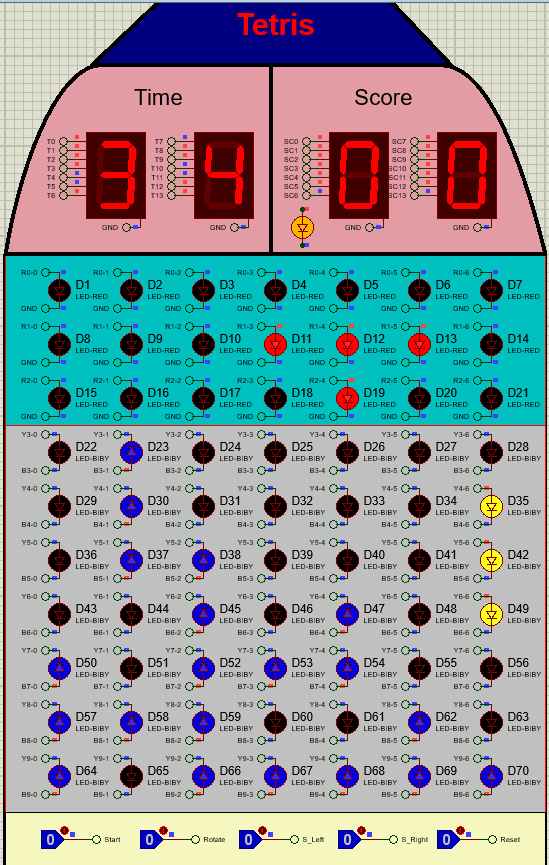 Tetris
Time Score
T0 T7 SC0 SC7
T1 T8 SC1 SC8
T2 T9 SC2 SC9
T3 T10 SC3 SC10
T4 T11 SC4 SC11
T5 T12 SC5 SC12
T6 T13 SC6 SC13
3 4 0 0
GND GND GND GND
R0-0 R0-1 R0-2 R0-3 R0-4 R0-5 R0-6
D1 D2 D3 D4 D5 D6 D7
LED-RED LED-RED LED-RED LED-RED LED-RED LED-RED LED-RED
GND GND GND GND GND GND GND
R1-0 R1-1 R1-2 R1-3 R1-4 R1-5 R1-6
D8 D9 D10 D11 D12 D13 D14
LED-RED LED-RED LED-RED LED-RED LED-RED LED-RED LED-RED
GND GND GND GND GND GND GND
R2-0 R2-1 R2-2 R2-3 R2-4 R2-5 R2-6
D15 D16 D17 D18 D19 D20 D21
LED-RED LED-RED LED-RED LED-RED LED-RED LED-RED LED-RED
GND GND GND GND GND GND GND
Y3-0 Y3-1 Y3-2 Y3-3 Y3-4 Y3-5 Y3-6
D22 D23 D24 D25 D26 D27 D28
LED-BIBY LED-BIBY LED-BIBY LED-BIBY LED-BIBY LED-BIBY LED-BIBY
B3-0 B3-1 B3-2 B3-3 B3-4 B3-5 B3-6
Y4-0 Y4-1 Y4-2 Y4-3 Y4-4 Y4-5 Y4-6
D29 D30 D31 D32 D33 D34 D35
LED-BIBY LED-BIBY LED-BIBY LED-BIBY LED-BIBY LED-BIBY LED-BIBY
B4-0 B4-1 B4-2 B4-3 B4-4 B4-5 B4-6
Y5-0 Y5-1 Y5-2 Y5-3 Y5-4 Y5-5 Y5-6
D36 D37 D38 D39 D40 D41 D42
LED-BIBY LED-BIBY LED-BIBY LED-BIBY LED-BIBY LED-BIBY LED-BIBY
B5-0 B5-1 B5-2 B5-3 B5-4 B5-5 B5-6
Y6-0 Y6-1 Y6-2 Y6-3 Y6-4 Y6-5 Y6-6
D43 D44 D45 D46 D47 D48 D49
LED-BIBY LED-BIBY LED-BIBY LED-BIBY LED-BIBY LED-BIBY LED-BIBY
B6-0 B6-1 B6-2 B6-3 B6-4 B6-5 B6-6
Y7-0 Y7-1 Y7-2 Y7-3 Y7-4 Y7-5 Y7-6
D50 D51 D52 D53 D54 D55 D56
LED-BIBY LED-BIBY LED-BIBY LED-BIBY LED-BIBY LED-BIBY LED-BIBY
B7-0 B7-1 B7-2 B7-3 B7-4 B7-5 B7-6
Y8-0 Y8-1 Y8-2 Y8-3 Y8-4 Y8-5 Y8-6
D57 D58 D59 D60 D61 D62 D63
LED-BIBY LED-BIBY LED-BIBY LED-BIBY LED-BIBY LED-BIBY LED-BIBY
B8-0 B8-1 B8-2 B8-3 B8-4 B8-5 B8-6
Y9-0 Y9-1 Y9-2 Y9-3 Y9-4 Y9-5 Y9-6
D64 D65 D66 D67 D68 D69 D70
LED-BIBY LED-BIBY LED-BIBY LED-BIBY LED-BIBY LED-BIBY LED-BIBY
B9-0 B9-1 B9-2 B9-3 B9-4 B9-5 B9-6
0 Start 0 Rotate 0 S_Left 0 S_Right 0 Reset